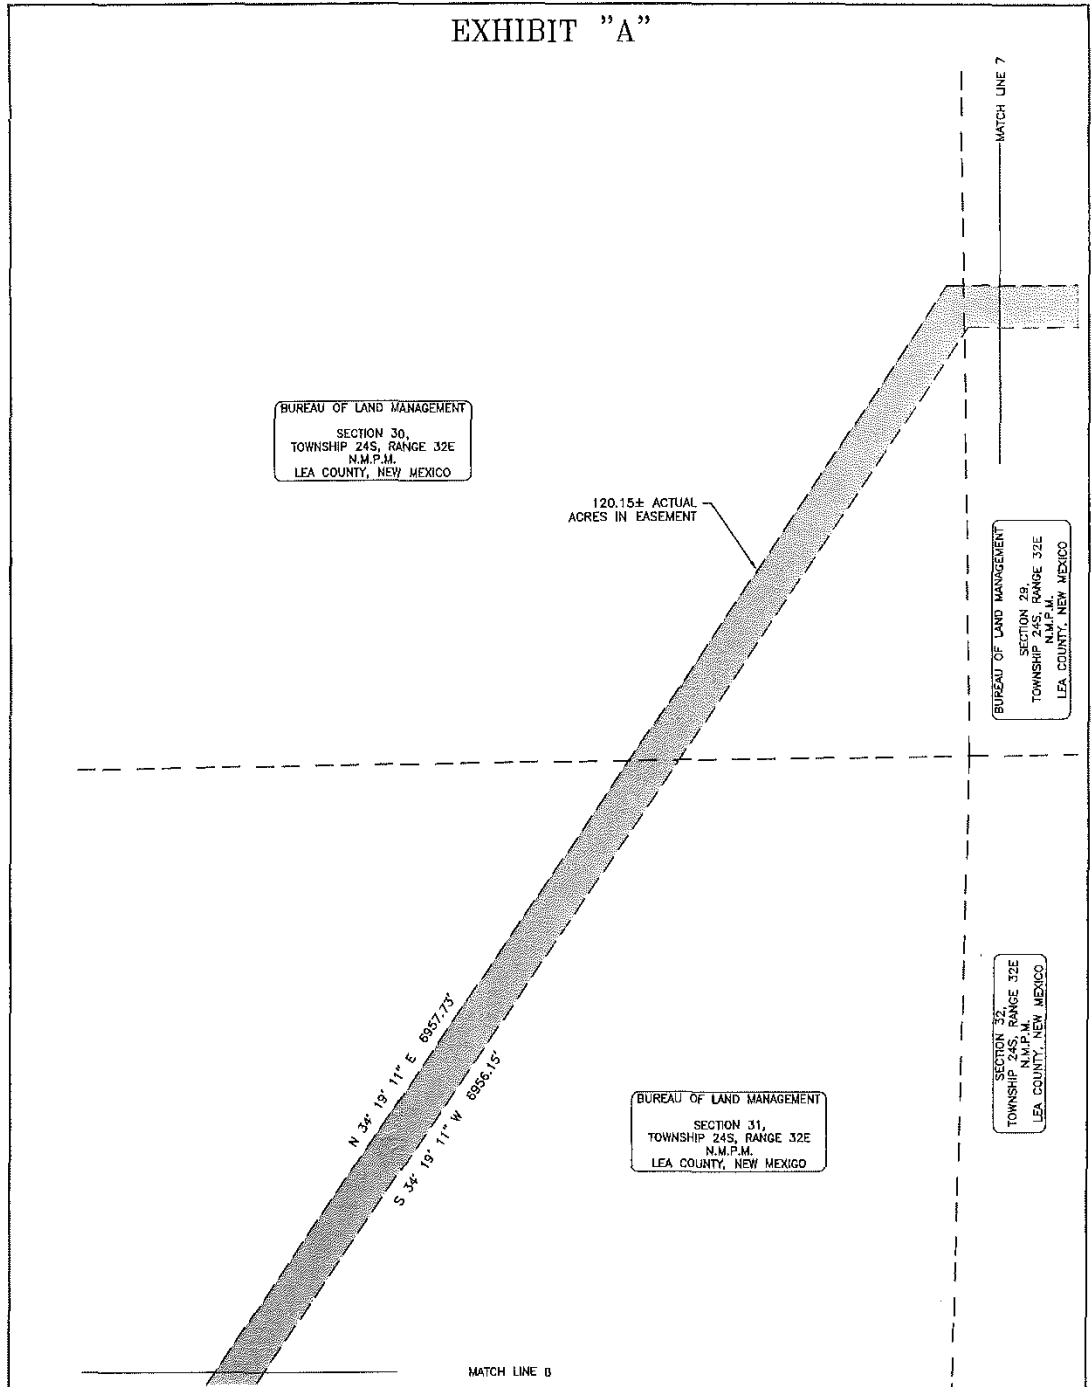 EXHIBIT "A"
MATCH LINE 7
BUREAU OF LAND MANAGEMENT
SECTION 30,
TOWNSHIP 24S, RANGE 32E
N.M.P.M.
LEA COUNTY, NEW MEXICO
120.15± ACTUAL
ACRES IN EASEMENT
BUREAU OF LAND MANAGEMENT
SECTION 29,
TOWNSHIP 24S, RANGE 32E
N.M.P.M.
LEA COUNTY, NEW MEXICO
N 34° 19' 11" E 6957.73'
S 34° 19' 11" W 6956.15'
SECTION 32,
TOWNSHIP 24S, RANGE 32E
N.M.P.M.
LEA COUNTY, NEW MEXICO
BUREAU OF LAND MANAGEMENT
SECTION 31,
TOWNSHIP 24S, RANGE 32E
N.M.P.M.
LEA COUNTY, NEW MEXICO
MATCH LINE 8